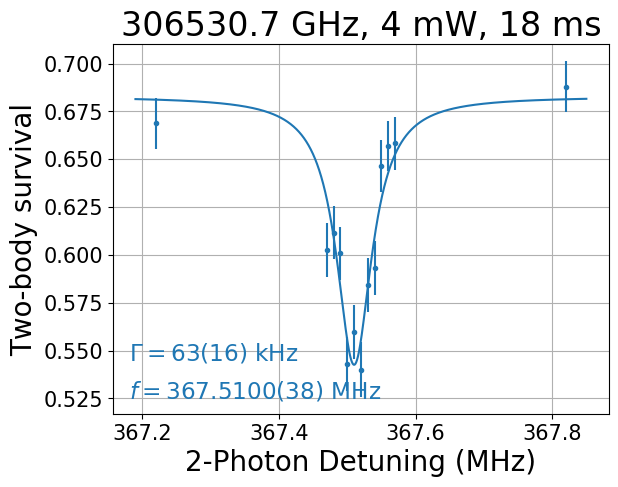 306530.7 GHz, 4 mW, 18 ms
Two-body survival
0.700
0.675
0.650
0.625
0.600
0.575
0.550
0.525
Γ = 63(16) kHz
f = 367.5100(38) MHz
367.2 367.4 367.6 367.8
2-Photon Detuning (MHz)